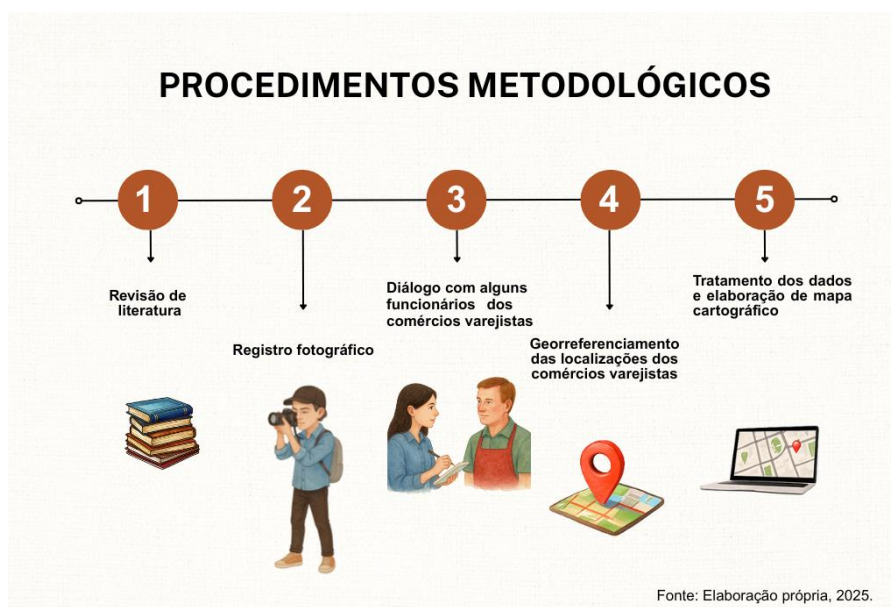 PROCEDIMENTOS METODOLÓGICOS
1
2
3
4
5
Revisão de
literatura
Registro fotográfico
Diálogo com alguns
funcionários dos
comércios varejistas
Georreferenciamento
das localizações dos
comércios varejistas
Tratamento dos dados
e elaboração de mapa
cartográfico
Fonte: Elaboração própria, 2025.